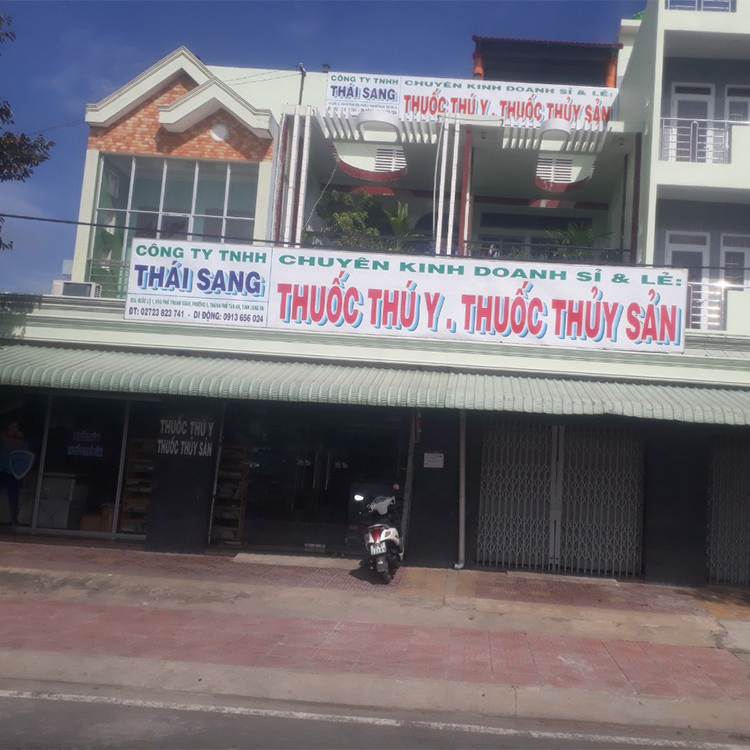 CÔNG TY TNHH
THÁI SANG
CHUYÊN KINH DOANH SỈ & LẺ:
THUỐC THÚ Y . THUỐC THỦY SẢN
CÔNG TY TNHH
THÁI SANG
ĐT: 02723 823 741 - DI ĐỘNG: 0913 656 024
CHUYÊN KINH DOANH SỈ & LẺ:
THUỐC THÚ Y . THUỐC THỦY SẢN
THUỐC THÚ Y
THUỐC THỦY SẢN